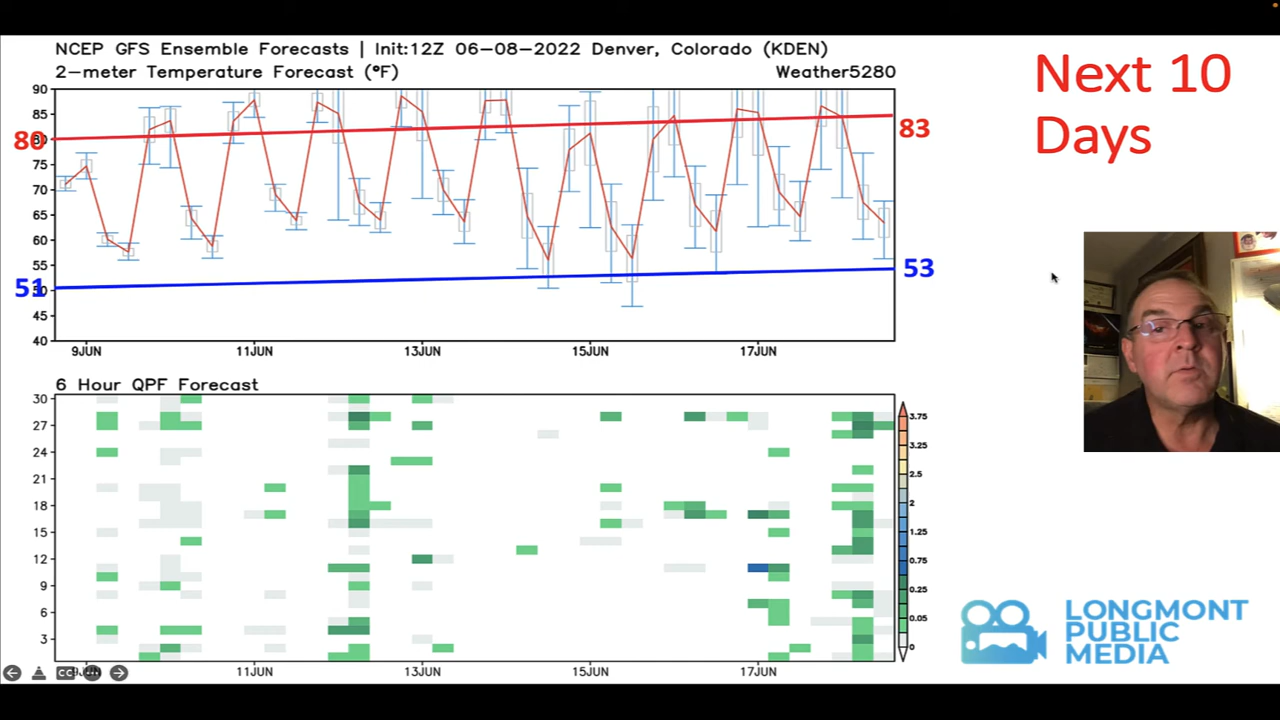 NCEP GFS Ensemble Forecasts | Init:12Z 06-08-2022 Denver, Colorado (KDEN)
2-meter Temperature Forecast (°F)
Weather5280
Next 10
Days
90
85
80
80
83
75
70
65
60
55
53
51
45
40
9JUN 11JUN 13JUN 15JUN 17JUN
6 Hour QPF Forecast
30
27
24
21
18
15
12
9
6
3
3.75
3.25
2.5
2
1.25
0.75
0.25
0.05
0
LONGMONT
PUBLIC
MEDIA
CC
9JUN 11JUN 13JUN 15JUN 17JUN